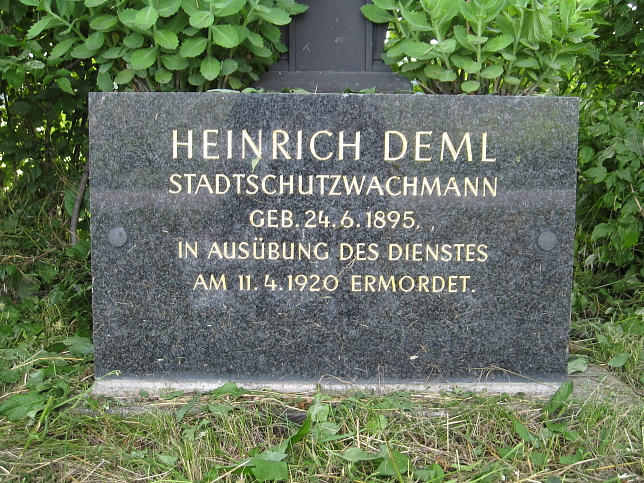 HEINRICH DEML
STADTSCHUTZWACHMANN
GEB. 24.6.1895,
IN AUSÜBUNG DES DIENSTES
AM 11.4.1920 ERMORDET.